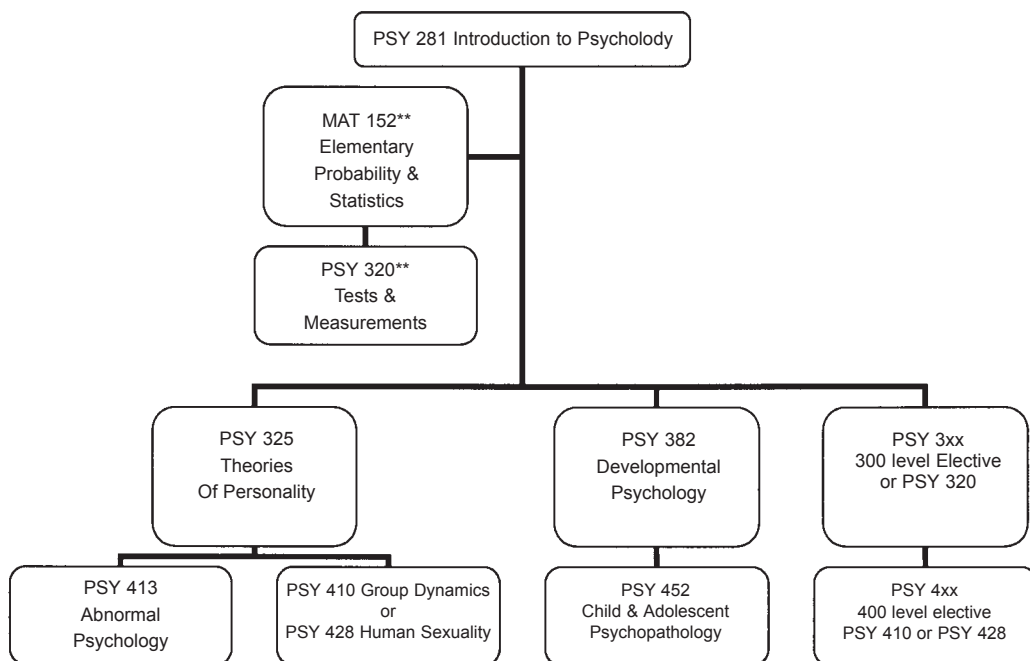 PSY 281 Introduction to Psycholody
MAT 152**
Elementary
Probability &
Statistics
PSY 320**
Tests &
Measurements
PSY 325
Theories
Of Personality
PSY 382
Developmental
Psychology
PSY 3xx
300 level Elective
or PSY 320
PSY 413
Abnormal
Psychology
PSY 410 Group Dynamics
or
PSY 428 Human Sexuality
PSY 452
Child & Adolescent
Psychopathology
PSY 4xx
400 level elective
PSY 410 or PSY 428